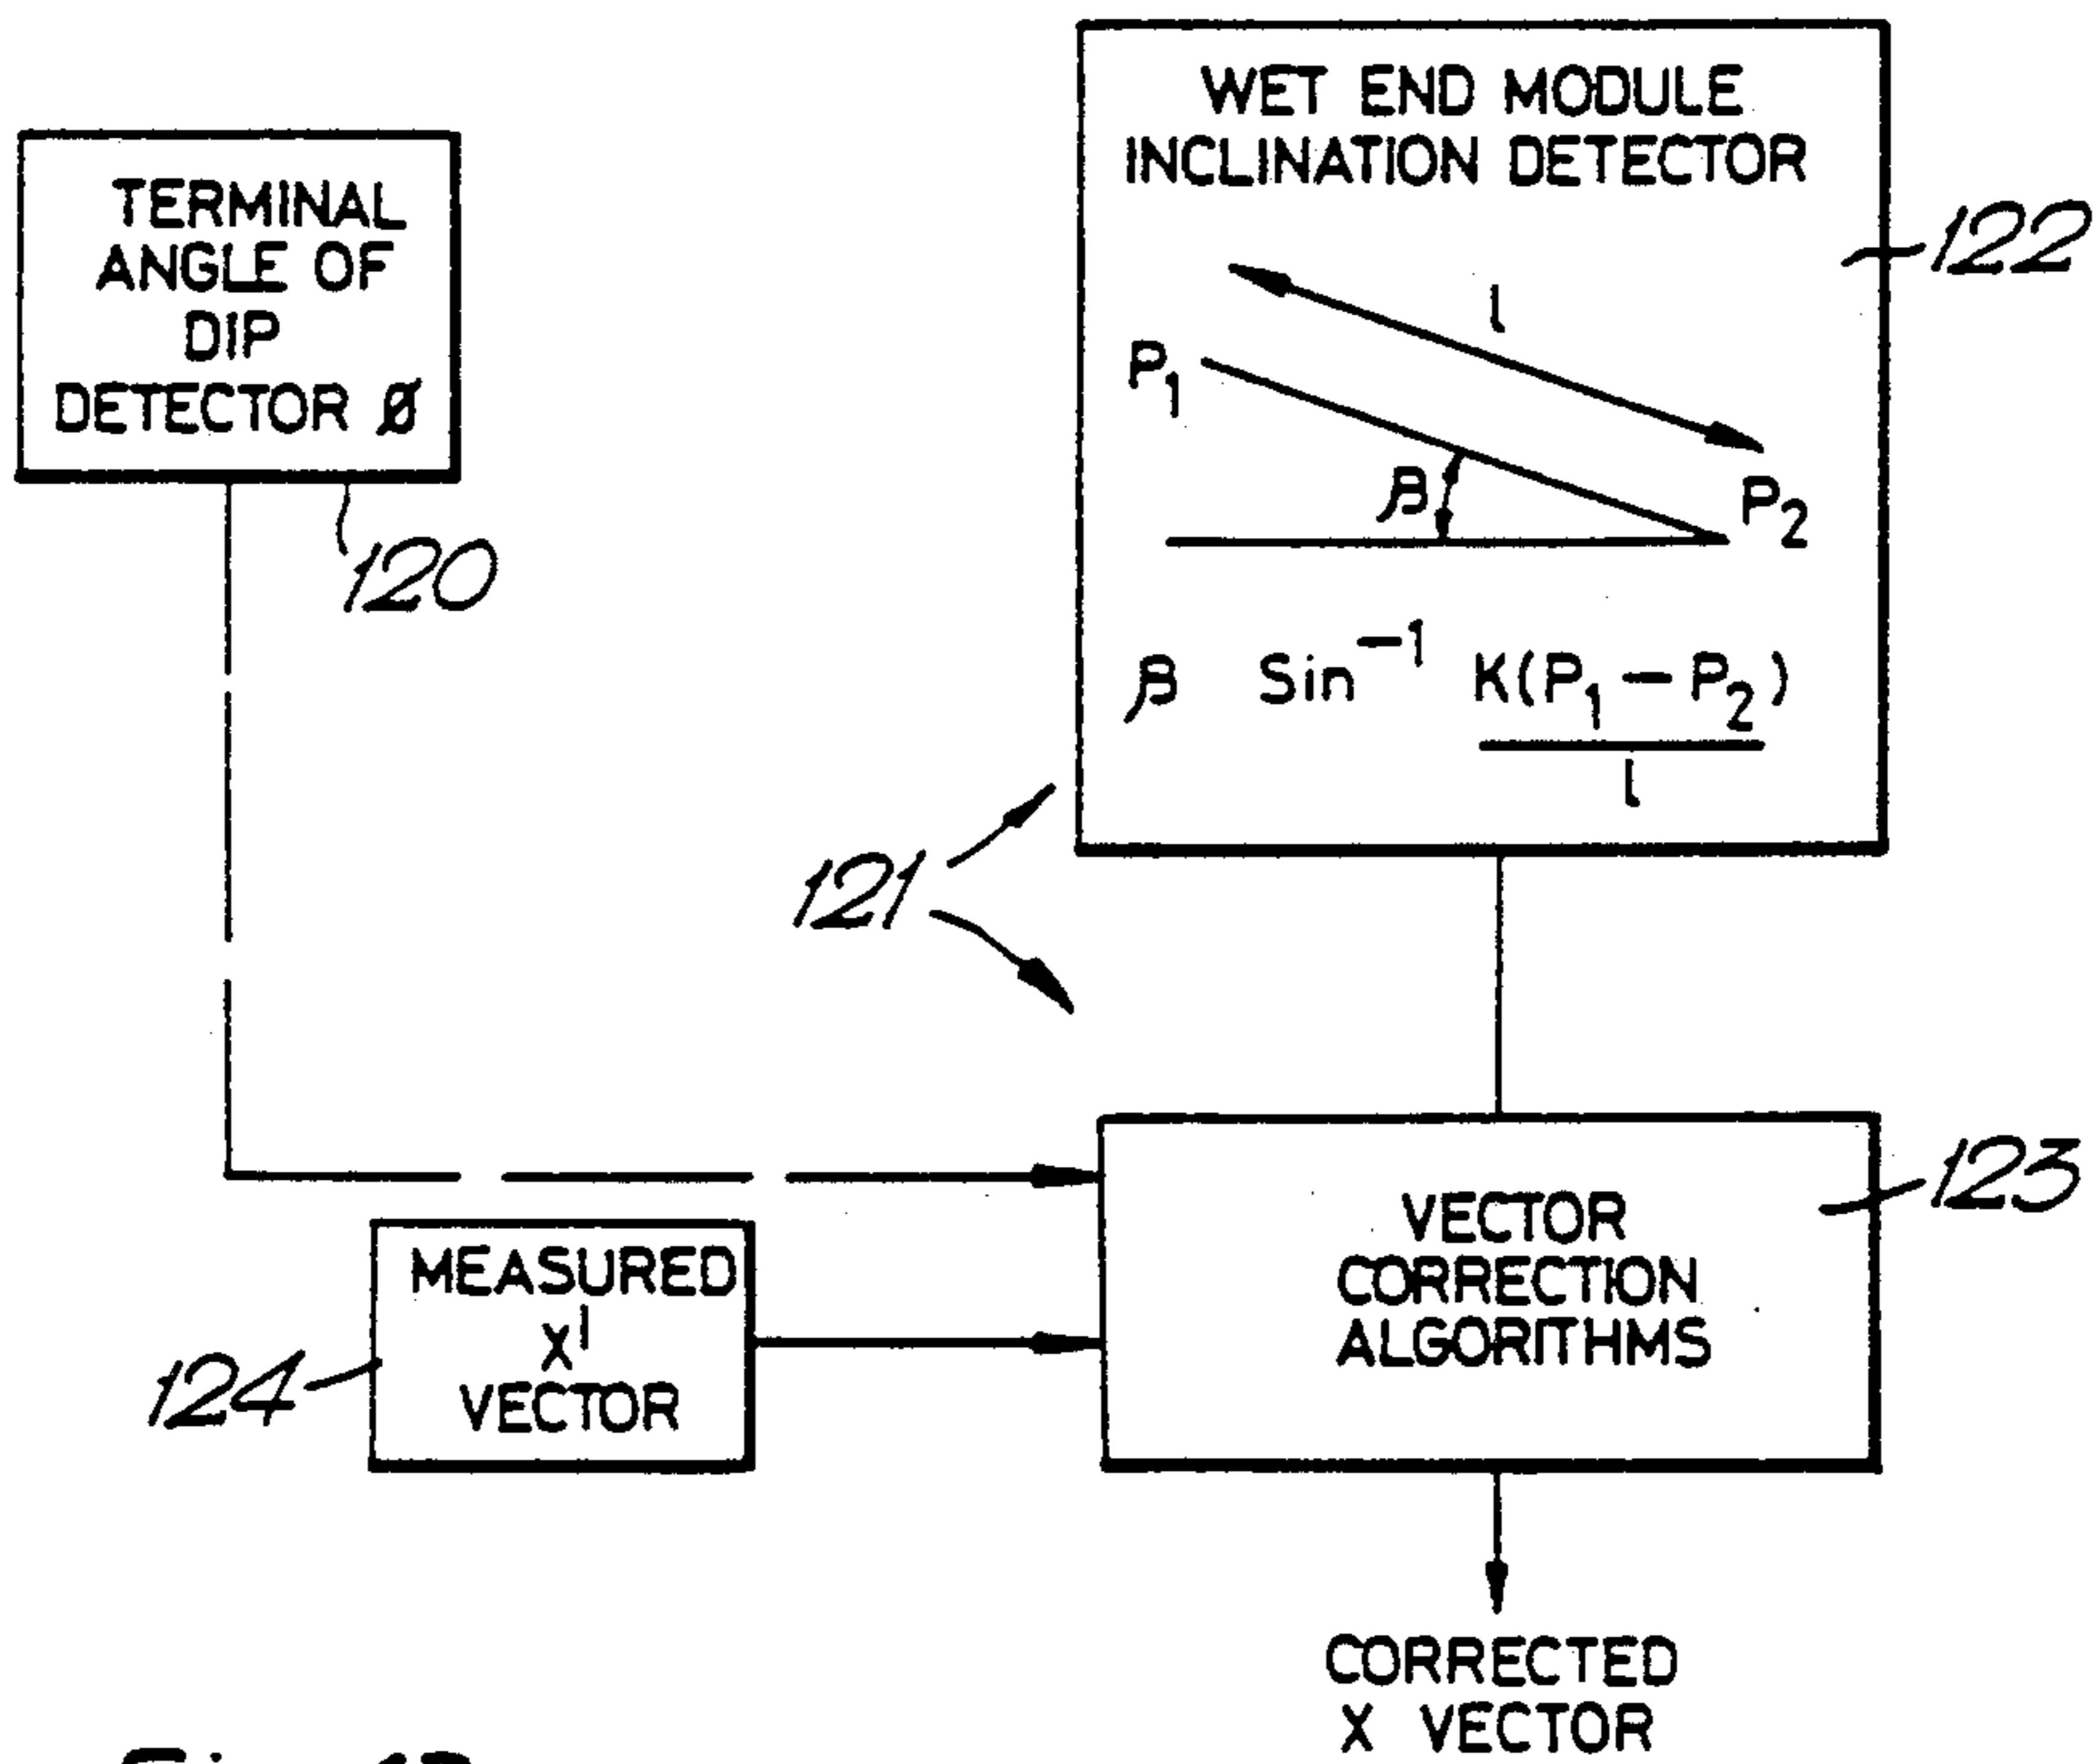 TERMINAL
ANGLE OF
DIP
DETECTOR Ø
120
WET END MODULE
INCLINATION DETECTOR
122
l
P₁
β
P₂
β Sin⁻¹ K(P₁ − P₂)
l
121
MEASURED
X'
VECTOR
124
VECTOR
CORRECTION
ALGORITHMS
123
CORRECTED
X VECTOR